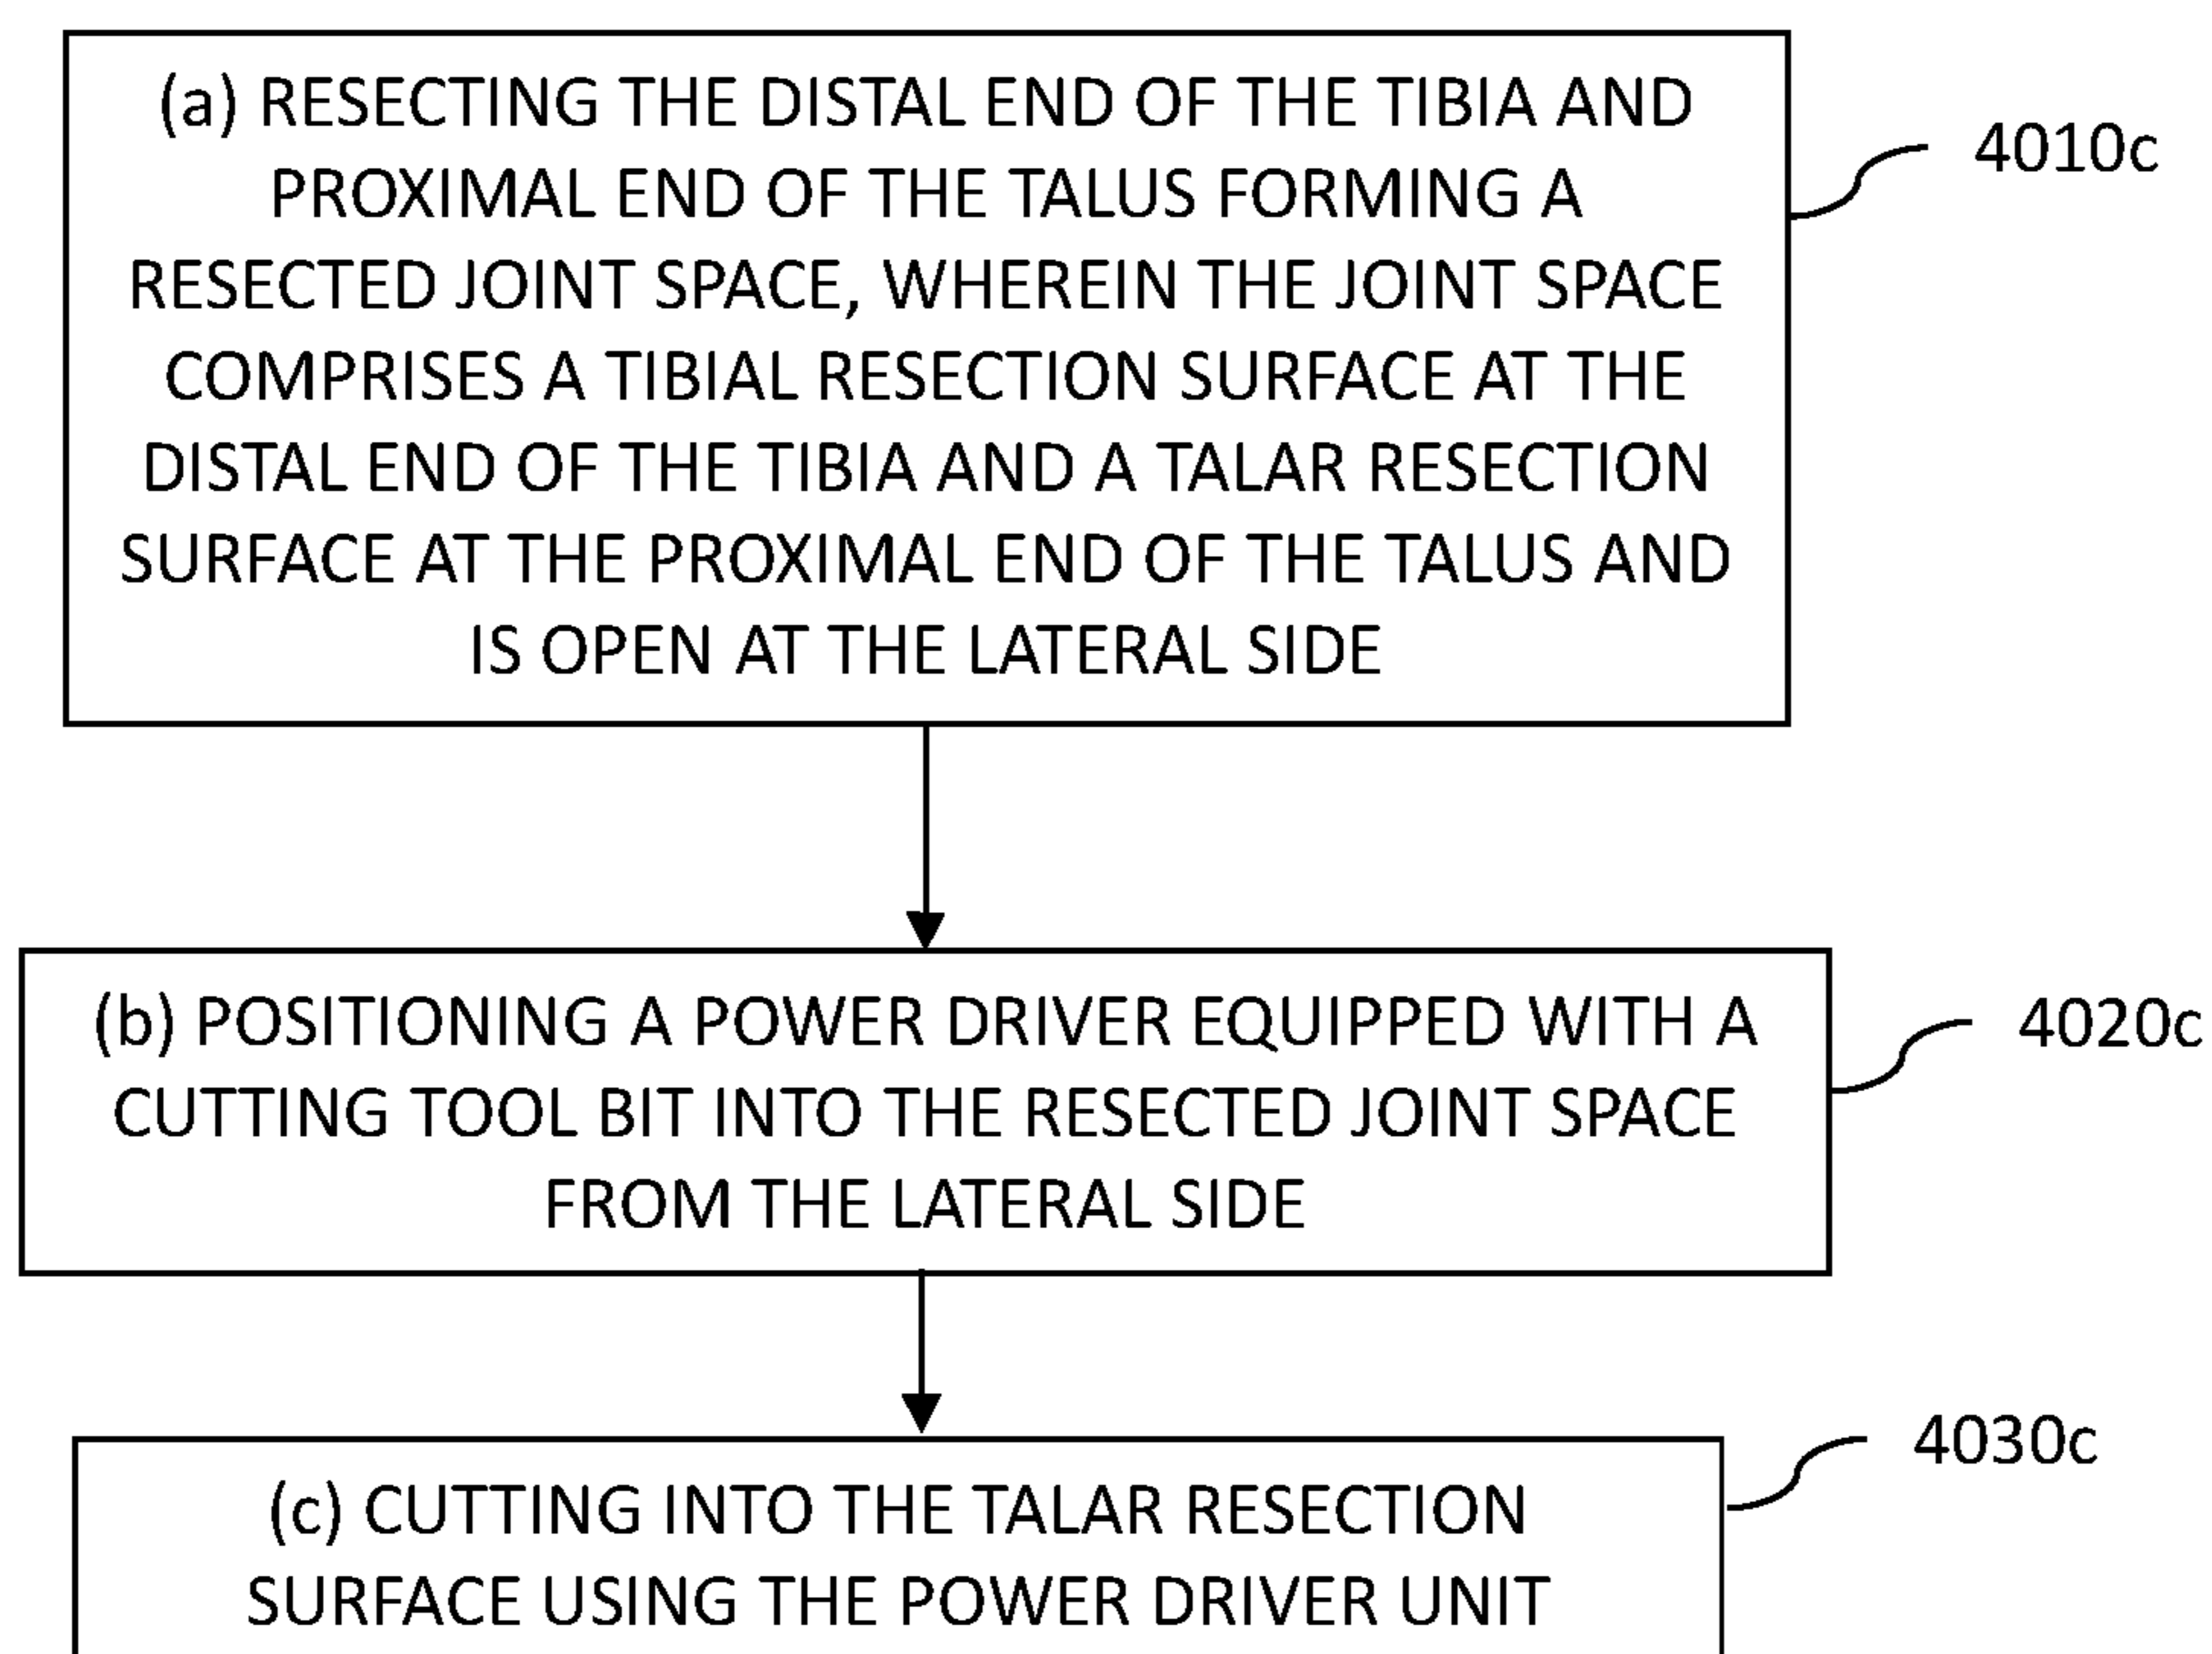 (a) RESECTING THE DISTAL END OF THE TIBIA AND
PROXIMAL END OF THE TALUS FORMING A
RESECTED JOINT SPACE, WHEREIN THE JOINT SPACE
COMPRISES A TIBIAL RESECTION SURFACE AT THE
DISTAL END OF THE TIBIA AND A TALAR RESECTION
SURFACE AT THE PROXIMAL END OF THE TALUS AND
IS OPEN AT THE LATERAL SIDE
4010c
(b) POSITIONING A POWER DRIVER EQUIPPED WITH A
CUTTING TOOL BIT INTO THE RESECTED JOINT SPACE
FROM THE LATERAL SIDE
4020c
(c) CUTTING INTO THE TALAR RESECTION
SURFACE USING THE POWER DRIVER UNIT
4030c